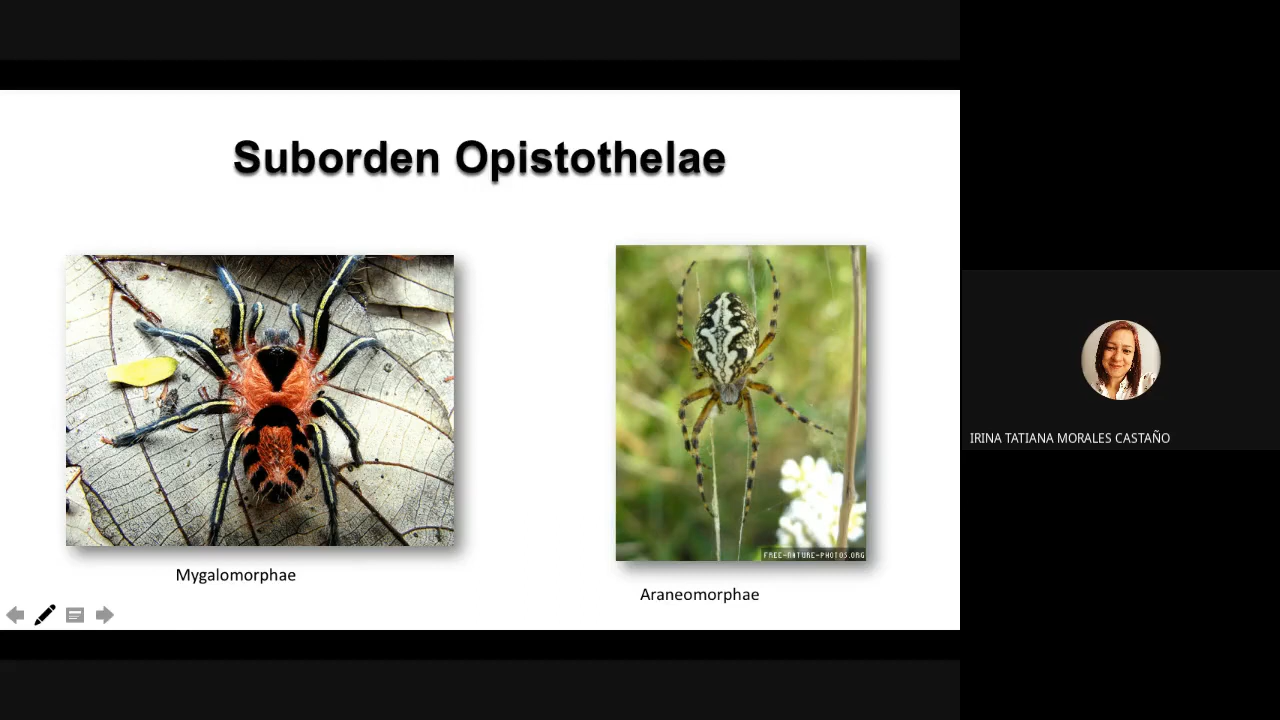 Suborden Opistothelae
FREE-NATURE-PHOTOS.ORG
Mygalomorphae
Araneomorphae
IRINA TATIANA MORALES CASTAÑO